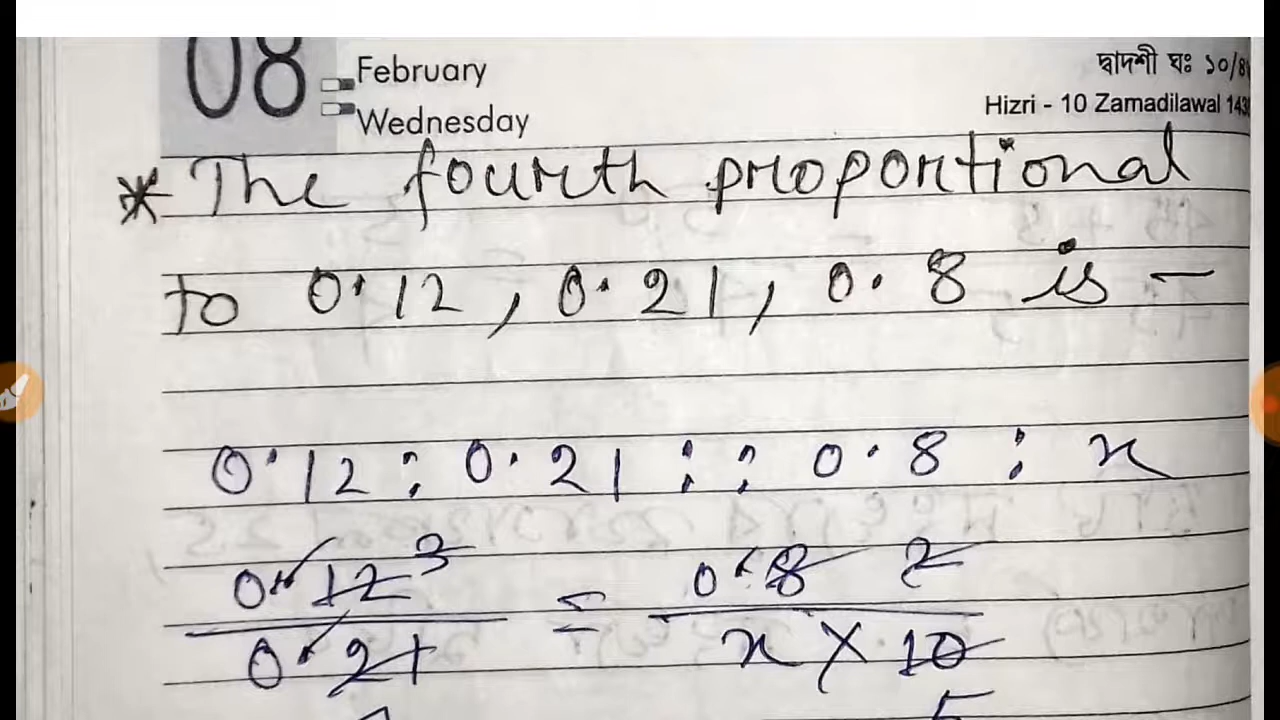 08
February
Wednesday
দ্বাদশী ঘঃ ১০/৪
Hizri - 10 Zamadilawal 143
* The fourth proportional
to 0.12, 0.21, 0.8 is –
0.12 : 0.21 :: 0.8 : x
0.12 3 = 0.8 2
0.21 x × 10
5